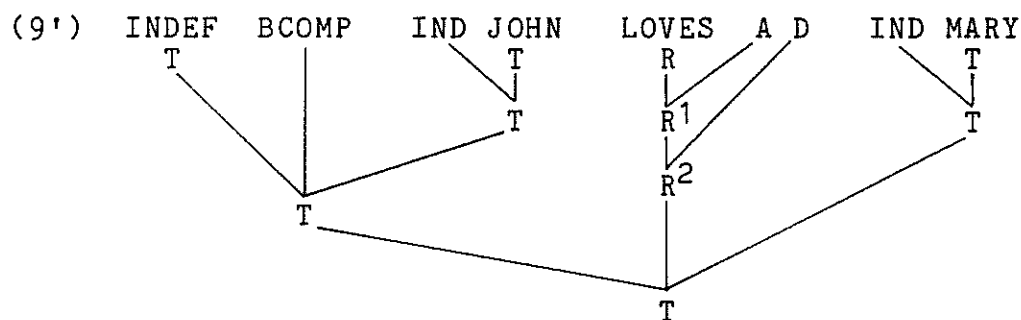 (9') INDEF BCOMP IND JOHN LOVES A D IND MARY
T T R T
T R1 T
R2
T
T